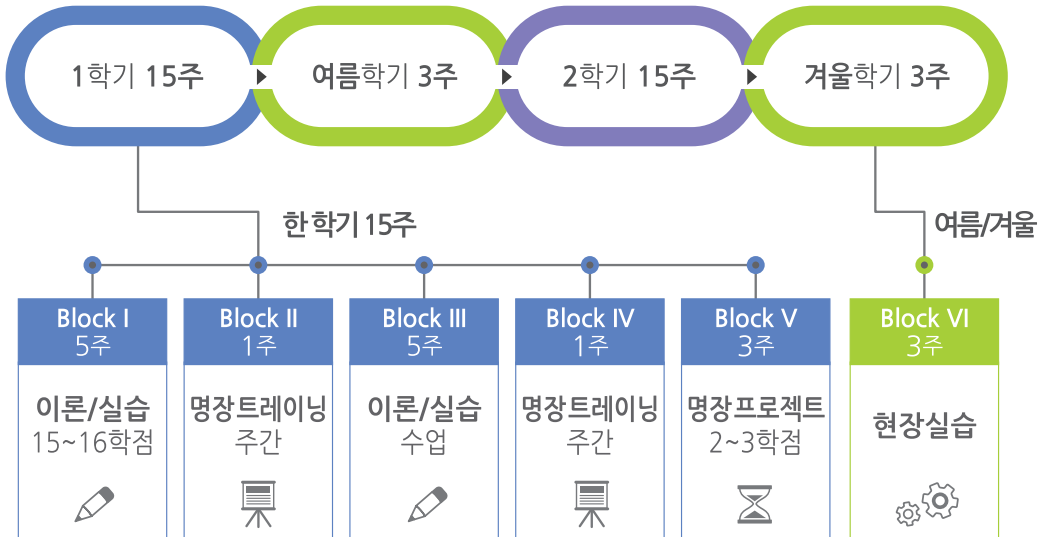 1학기 15주
여름학기 3주
2학기 15주
겨울학기 3주
한 학기 15주
여름/겨울
Block I
5주
이론/실습
15~16학점
Block II
1주
명장트레이닝
주간
Block III
5주
이론/실습
수업
Block IV
1주
명장트레이닝
주간
Block V
3주
명장프로젝트
2~3학점
Block VI
3주
현장실습